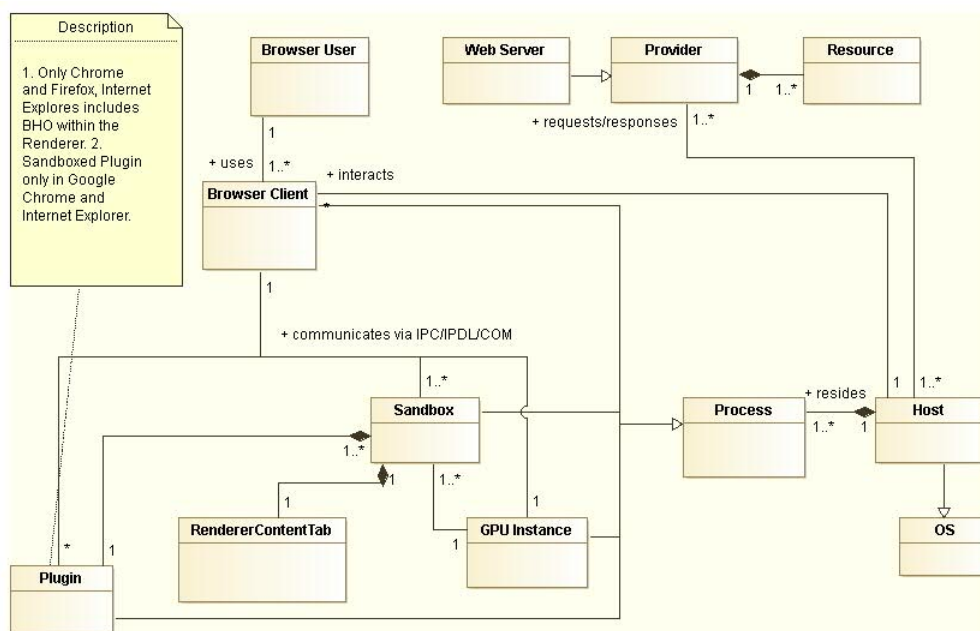 Description
1. Only Chrome
and Firefox, Internet
Explores includes
BHO within the
Renderer. 2.
Sandboxed Plugin
only in Google
Chrome and
Internet Explorer.
Browser User
Web Server
Provider
Resource
1
1..*
+ requests/responses
1..*
1
+ uses
1..*
+ interacts
Browser Client
*
1
+ communicates via IPC/IPDL/COM
1..*
1
1..*
+ resides
Sandbox
Process
Host
1..*
1..*
1
1
1..*
1
RendererContentTab
GPU Instance
OS
1
1
*
1
Plugin